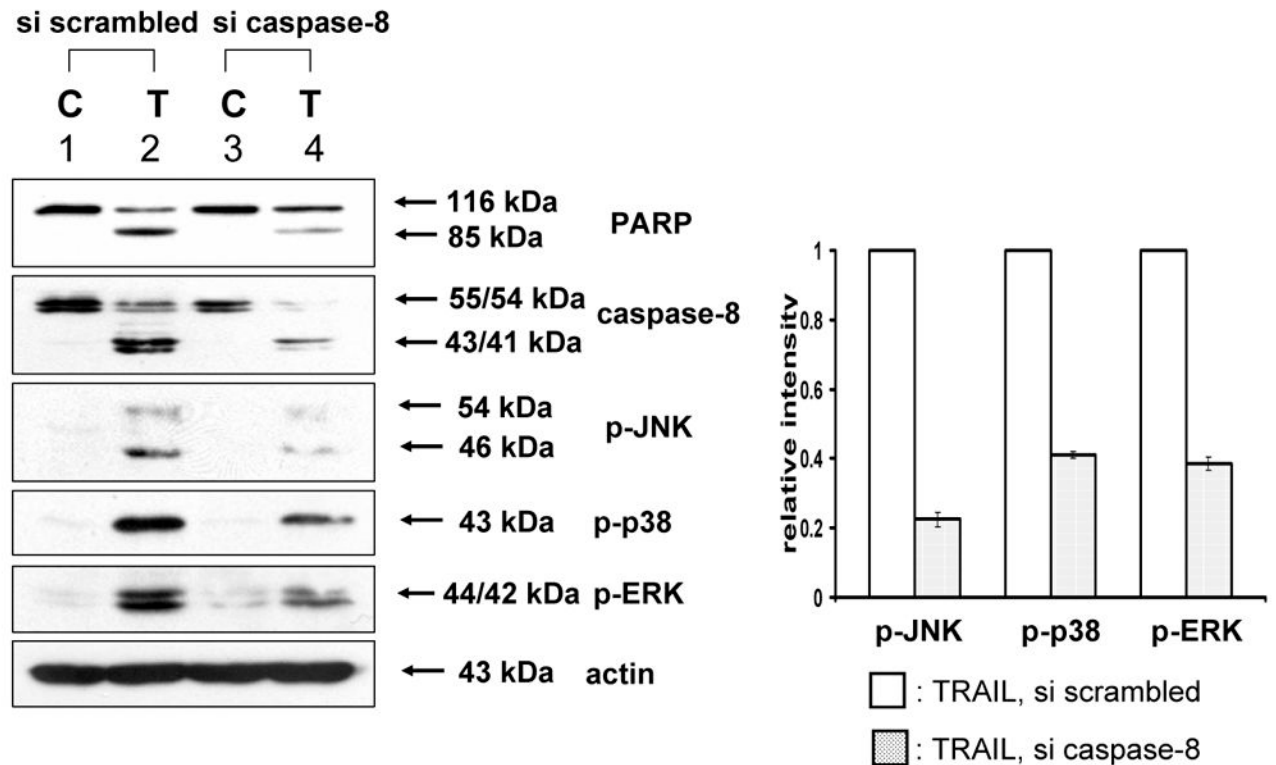 si scrambled si caspase-8
C T C T
1 2 3 4
116 kDa
85 kDa
PARP
55/54 kDa
caspase-8
43/41 kDa
54 kDa
p-JNK
46 kDa
43 kDa p-p38
44/42 kDa p-ERK
43 kDa actin
relative intensity
1
0.8
0.6
0.4
0.2
0
p-JNK p-p38 p-ERK
: TRAIL, si scrambled
: TRAIL, si caspase-8